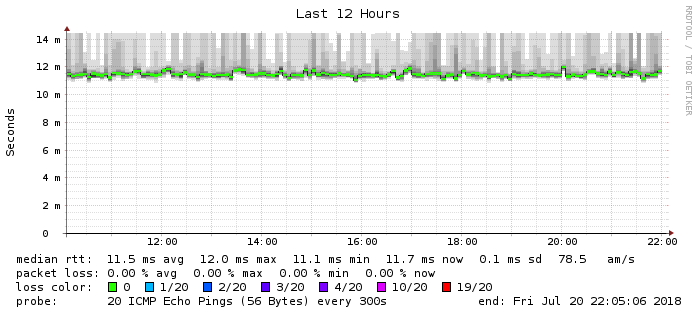 Last 12 Hours
RRDTOOL / TOBI OETIKER
Seconds
14 m
12 m
10 m
8 m
6 m
4 m
2 m
0
12:00 14:00 16:00 18:00 20:00 22:00
median rtt: 11.5 ms avg 12.0 ms max 11.1 ms min 11.7 ms now 0.1 ms sd 78.5 am/s
packet loss: 0.00 % avg 0.00 % max 0.00 % min 0.00 % now
loss color: 0 1/20 2/20 3/20 4/20 10/20 19/20
probe: 20 ICMP Echo Pings (56 Bytes) every 300s end: Fri Jul 20 22:05:06 2018